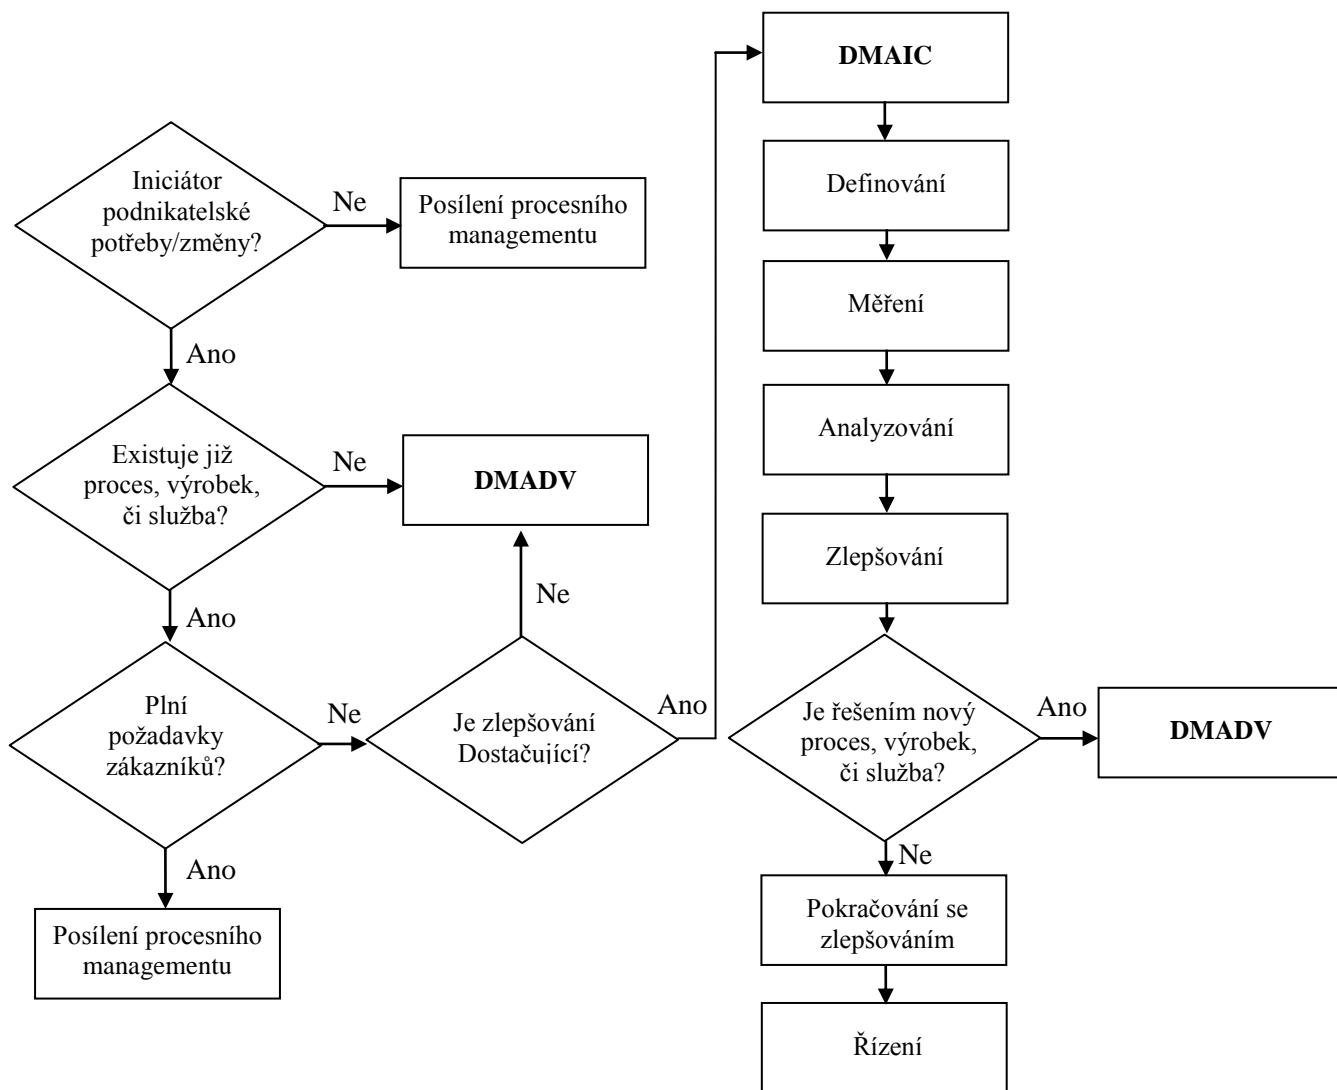 DMAIC
Definování
Iniciátor
podnikatelské
potřeby/změny?
Ne
Posílení procesního
managementu
Měření
Ano
Analyzování
Existuje již
proces, výrobek,
či služba?
Ne
DMADV
Zlepšování
Ano
Ne
Plní
požadavky
zákazníků?
Ne
Je zlepšování
Dostačující?
Ano
Je řešením nový
proces, výrobek,
či služba?
Ano
DMADV
Ano
Ne
Posílení procesního
managementu
Pokračování se
zlepšováním
Řízení